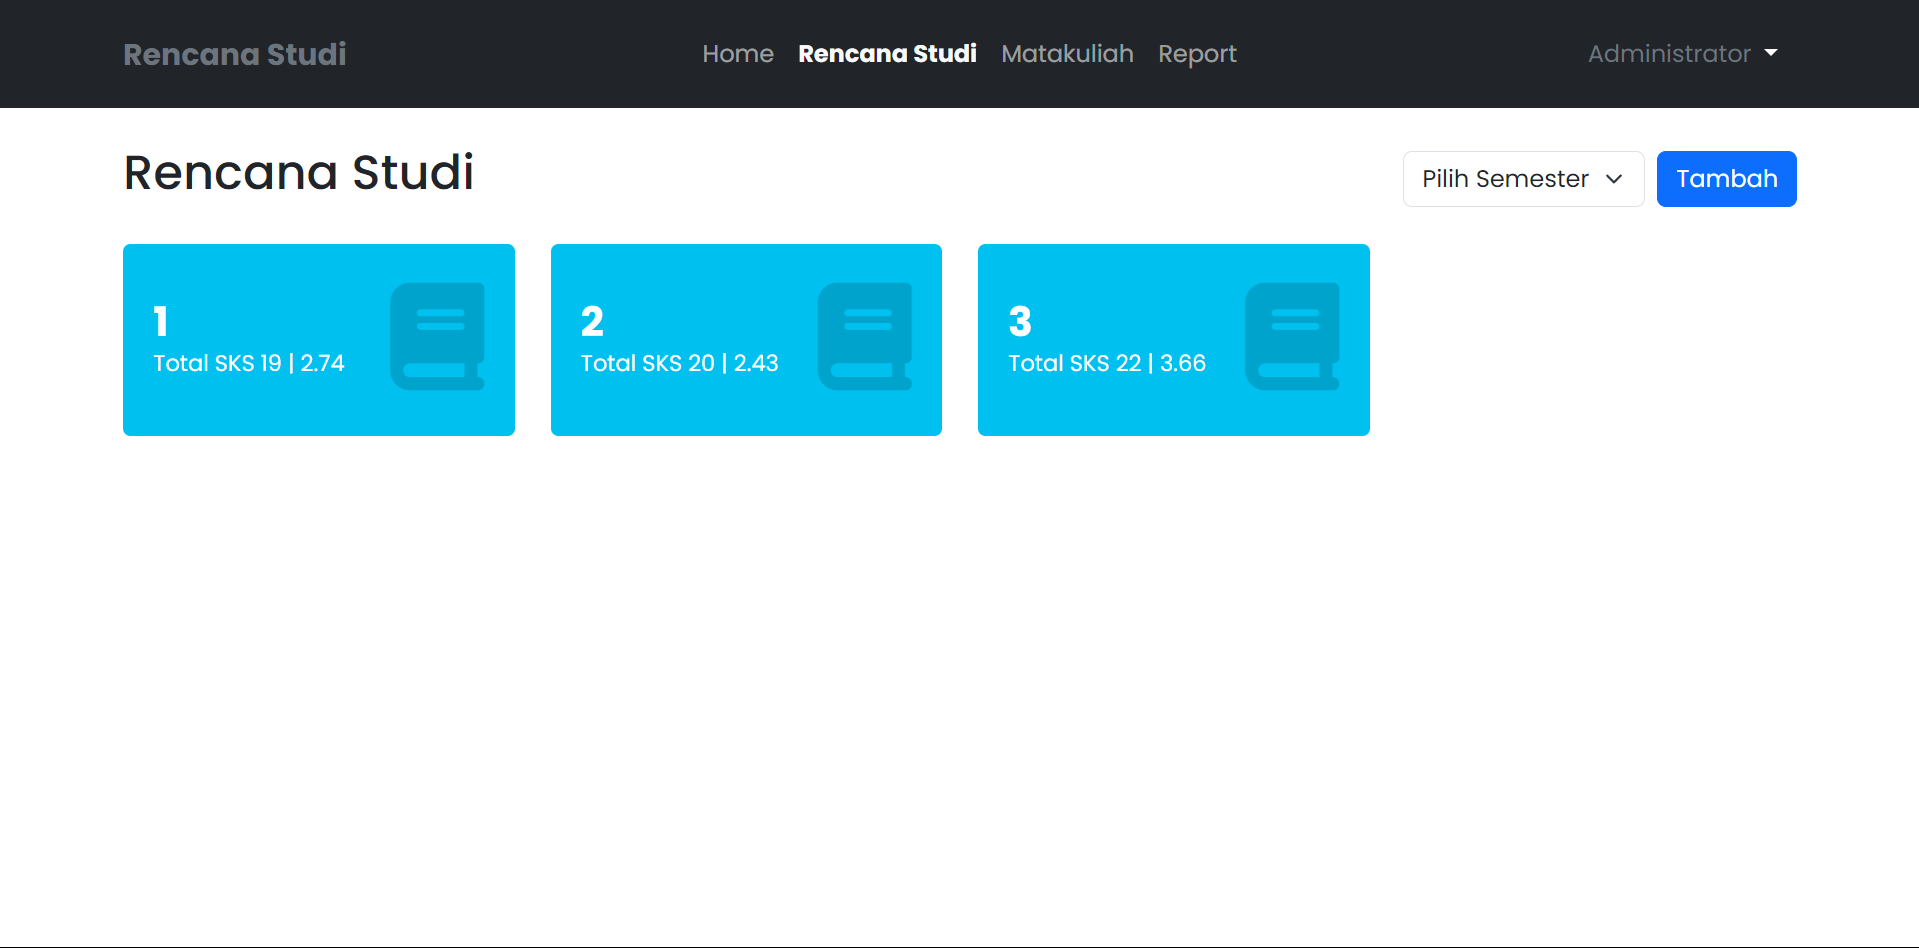 Rencana Studi
Home Rencana Studi Matakuliah Report
Administrator
Rencana Studi
Pilih Semester
Tambah
1
Total SKS 19 | 2.74
2
Total SKS 20 | 2.43
3
Total SKS 22 | 3.66